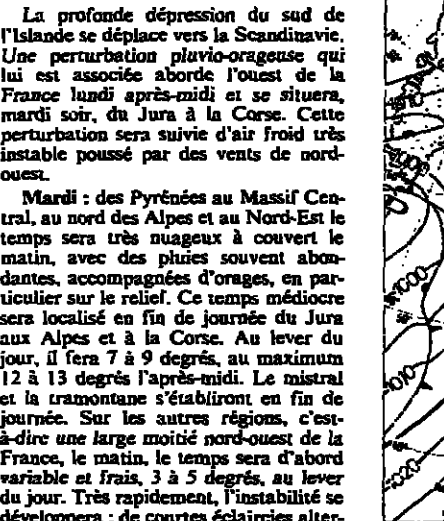 La profonde dépression du sud de
l'Islande se déplace vers la Scandinavie.
Une perturbation pluvio-orageuse qui
lui est associée aborde l'ouest de la
France lundi après-midi et se situera,
mardi soir, du Jura à la Corse. Cette
perturbation sera suivie d'air froid très
instable poussé par des vents de nord-
ouest.
Mardi : des Pyrénées au Massif Cen-
tral, au nord des Alpes et au Nord-Est le
temps sera très nuageux à couvert le
matin, avec des pluies souvent abon-
dantes, accompagnées d'orages, en par-
ticulier sur le relief. Ce temps médiocre
sera localisé en fin de journée du Jura
aux Alpes et à la Corse. Au lever du
jour, il fera 7 à 9 degrés, au maximum
12 à 13 degrés l'après-midi. Le mistral
et la tramontane s'établiront en fin de
journée. Sur les autres régions, c'est-
à-dire une large moitié nord-ouest de la
France, le matin, le temps sera d'abord
variable et frais, 3 à 5 degrés, au lever
du jour. Très rapidement, l'instabilité se
développera : de courtes éclaircies alter-
1000
1000
1010
1020